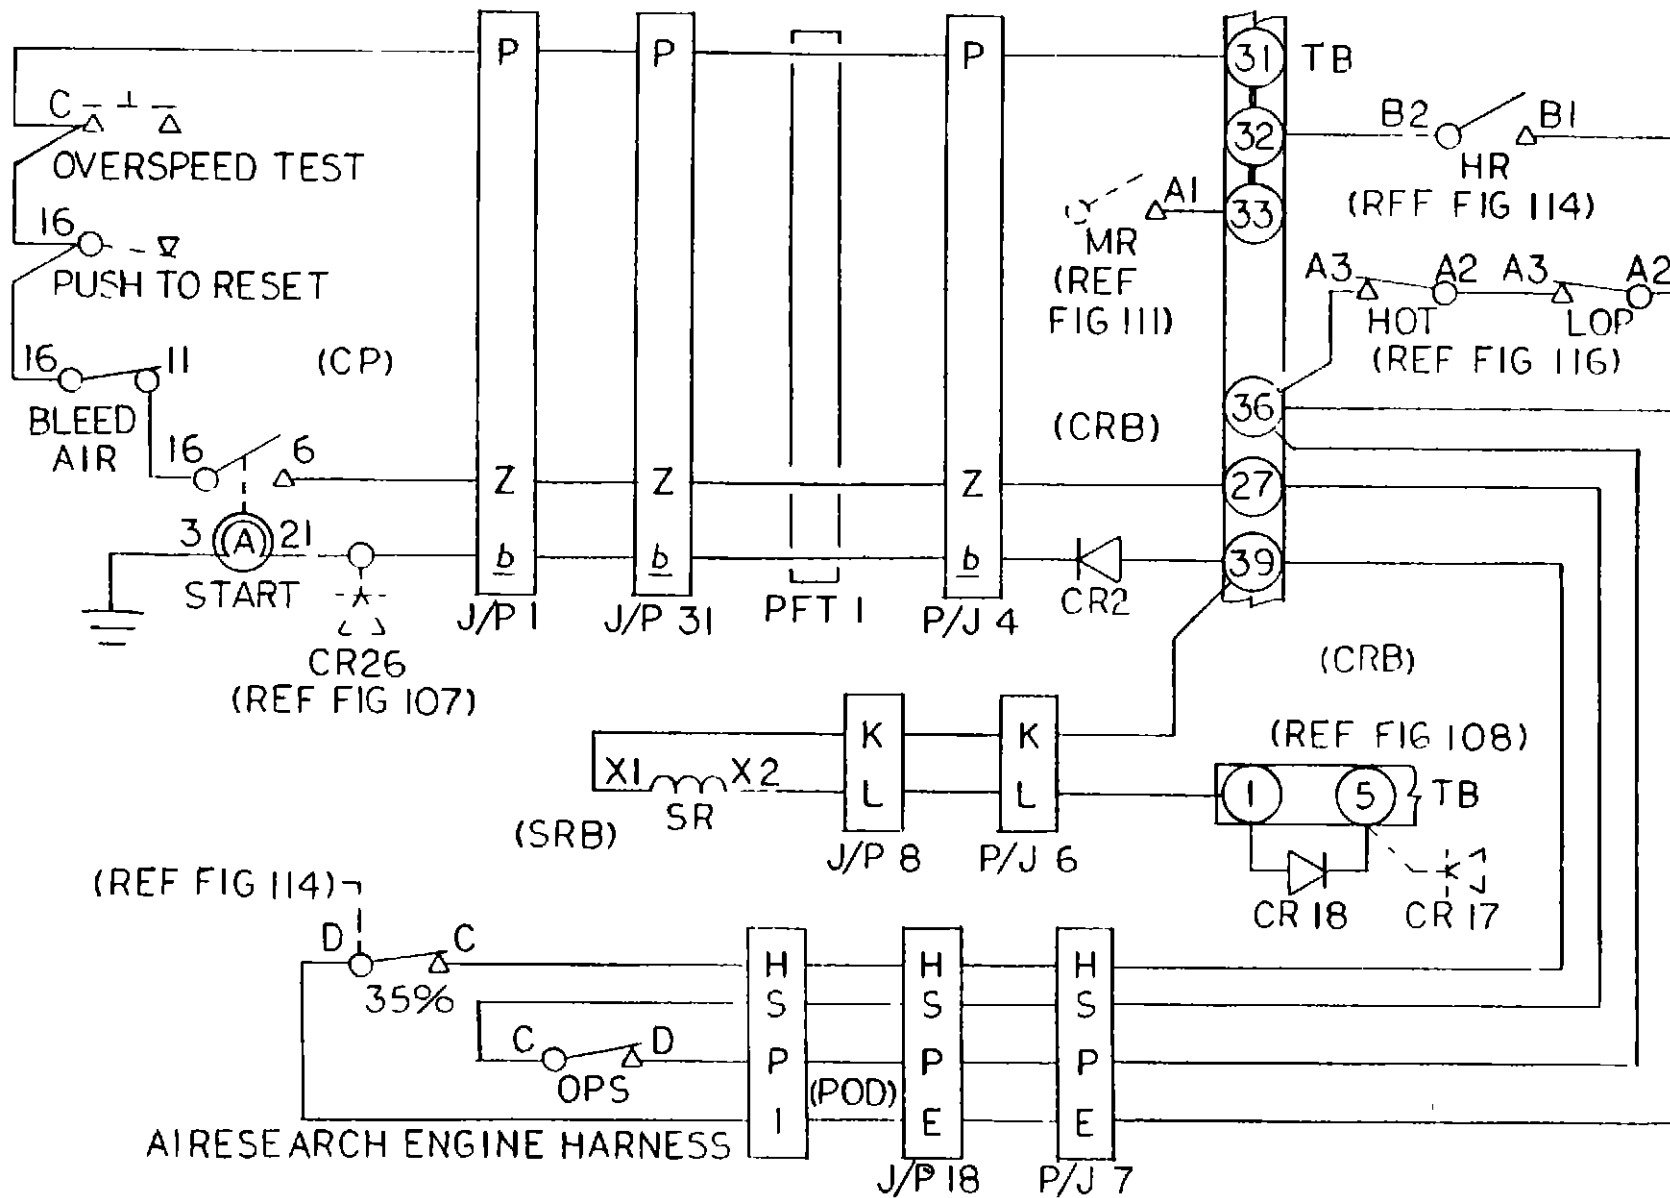 P P P 31 TB
C
OVERSPEED TEST
32 B2 B1
HR
(RFF FIG 114)
16
PUSH TO RESET
A1 33
MR
(REF
FIG 111)
A3 A2 A3 A2
HOT LOP
(REF FIG 116)
16 11 (CP)
BLEED
AIR
(CRB) 36
16 6 Z Z Z 27
3 A 21 b b b 39
START CR2
J/P 1 J/P 31 PFT 1 P/J 4
CR26
(REF FIG 107)
(CRB)
K K
(REF FIG 108)
X1 X2 L L 1 5 TB
SR
(SRB)
J/P 8 P/J 6
CR 18 CR 17
(REF FIG 114)
D C H H H
35% S S S
C D P P P
OPS (POD)
I E E
AIRESEARCH ENGINE HARNESS
J/P 18 P/J 7